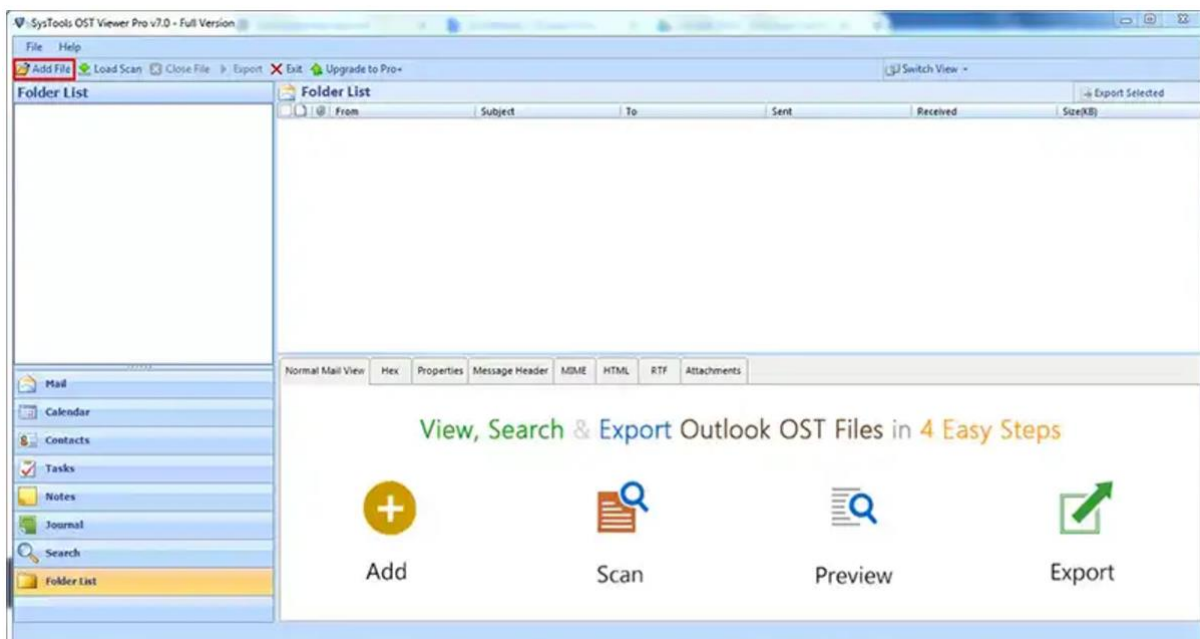 SysTools OST Viewer Pro v7.0 - Full Version
File Help
Add File Load Scan Close File Export Exit Upgrade to Pro+ Switch View
Folder List
Folder List Export Selected
From Subject To Sent Received Size(KB)
Normal Mail View Hex Properties Message Header MIME HTML RTF Attachments
Mail
Calendar
Contacts
Tasks
Notes
Journal
Search
Folder List
View, Search & Export Outlook OST Files in 4 Easy Steps
Add Scan Preview Export